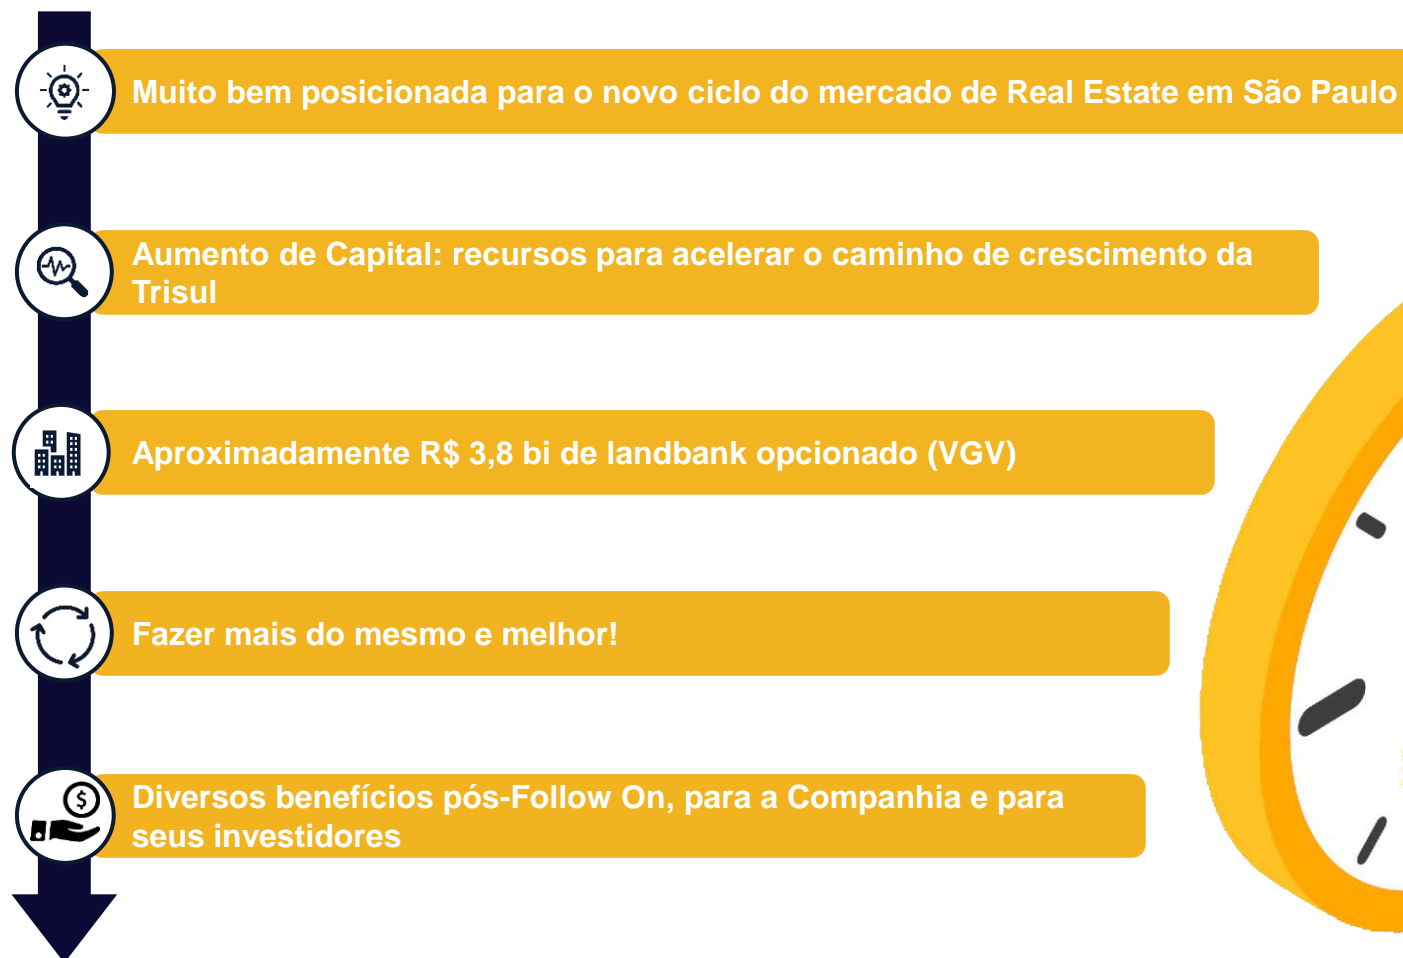 Muito bem posicionada para o novo ciclo do mercado de Real Estate em São Paulo
Aumento de Capital: recursos para acelerar o caminho de crescimento da
Trisul
Aproximadamente R$ 3,8 bi de landbank opcionado (VGV)
Fazer mais do mesmo e melhor!
Diversos benefícios pós-Follow On, para a Companhia e para
seus investidores
$